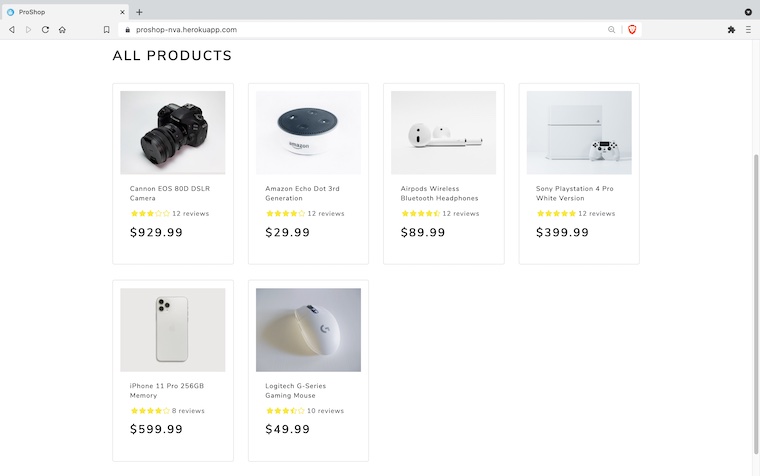 ProShop
proshop-nva.herokuapp.com
ALL PRODUCTS
Cannon EOS 80D DSLR
Camera
12 reviews
$929.99
amazon
Amazon Echo Dot 3rd
Generation
12 reviews
$29.99
Airpods Wireless
Bluetooth Headphones
12 reviews
$89.99
Sony Playstation 4 Pro
White Version
12 reviews
$399.99
iPhone 11 Pro 256GB
Memory
8 reviews
$599.99
Logitech G-Series
Gaming Mouse
10 reviews
$49.99